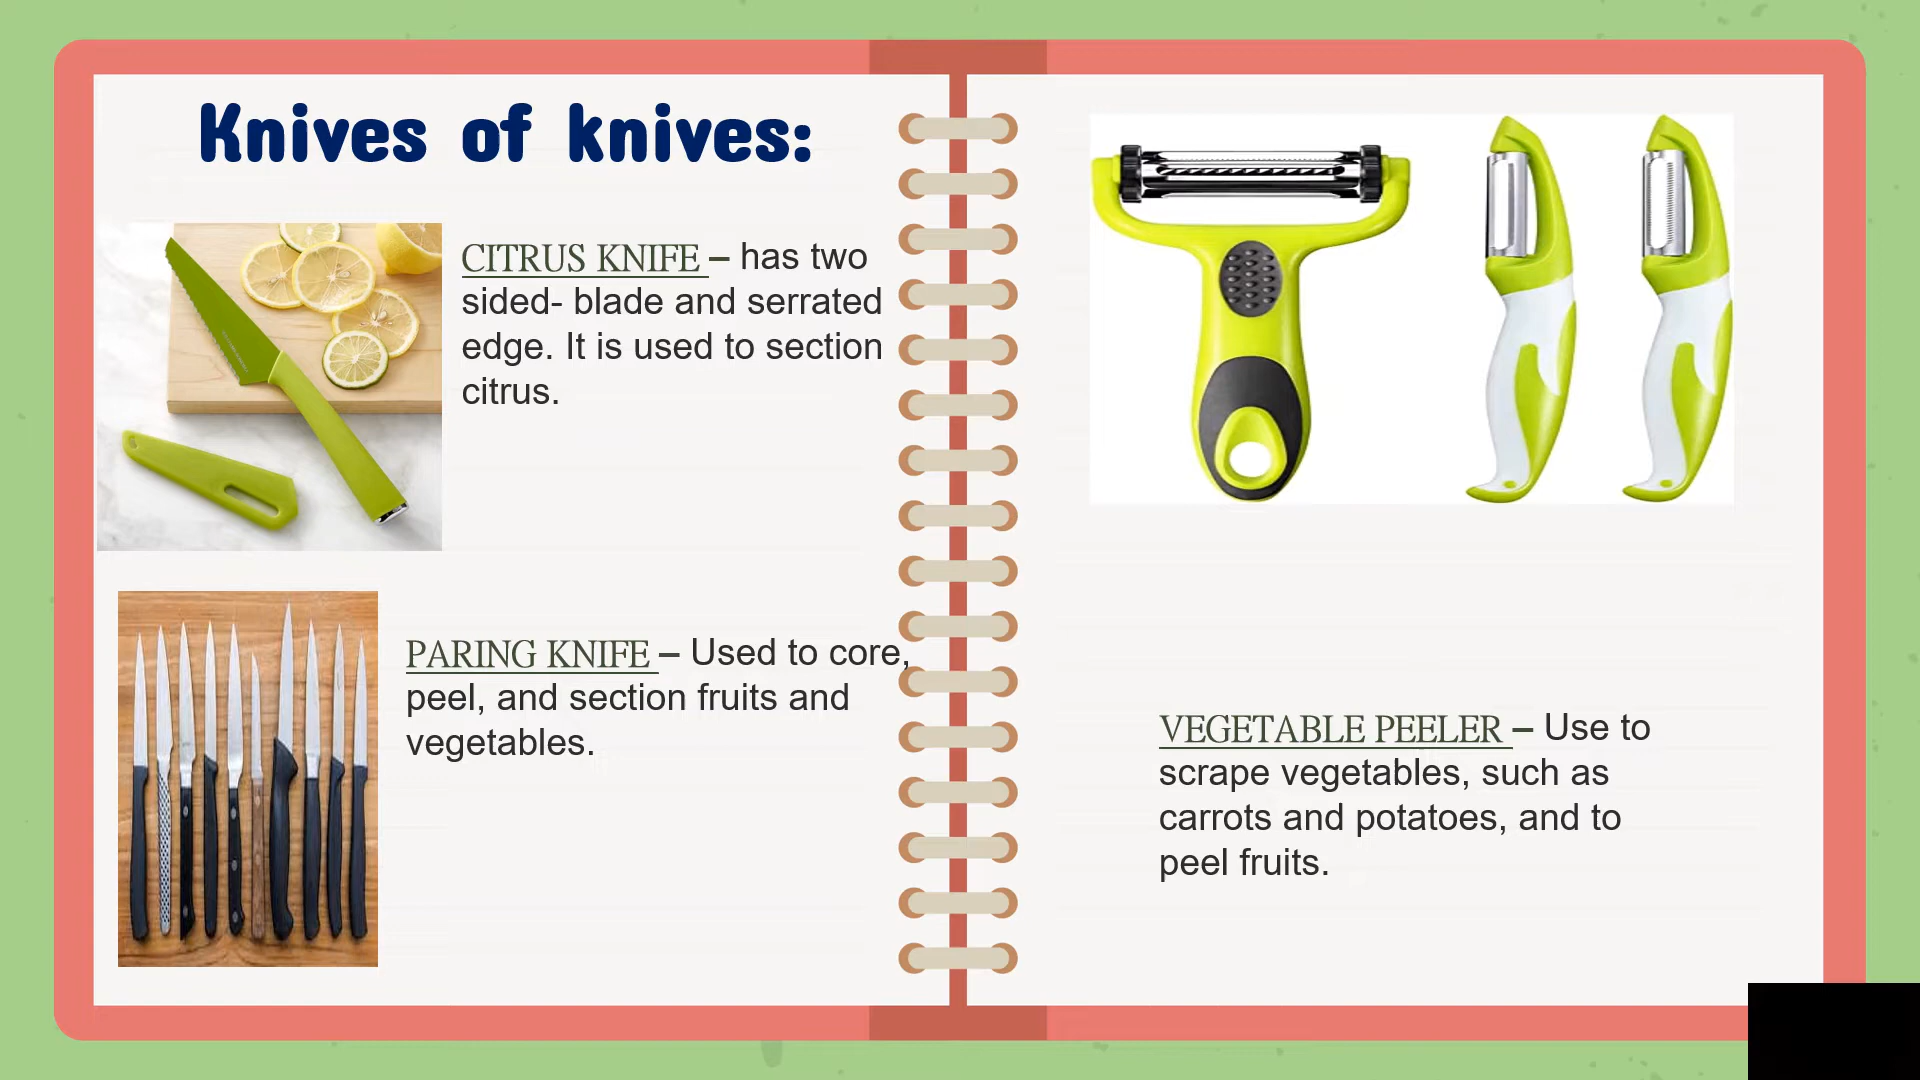 Knives of knives:
CITRUS KNIFE – has two
sided- blade and serrated
edge. It is used to section
citrus.
PARING KNIFE – Used to core,
peel, and section fruits and
vegetables.
VEGETABLE PEELER – Use to
scrape vegetables, such as
carrots and potatoes, and to
peel fruits.